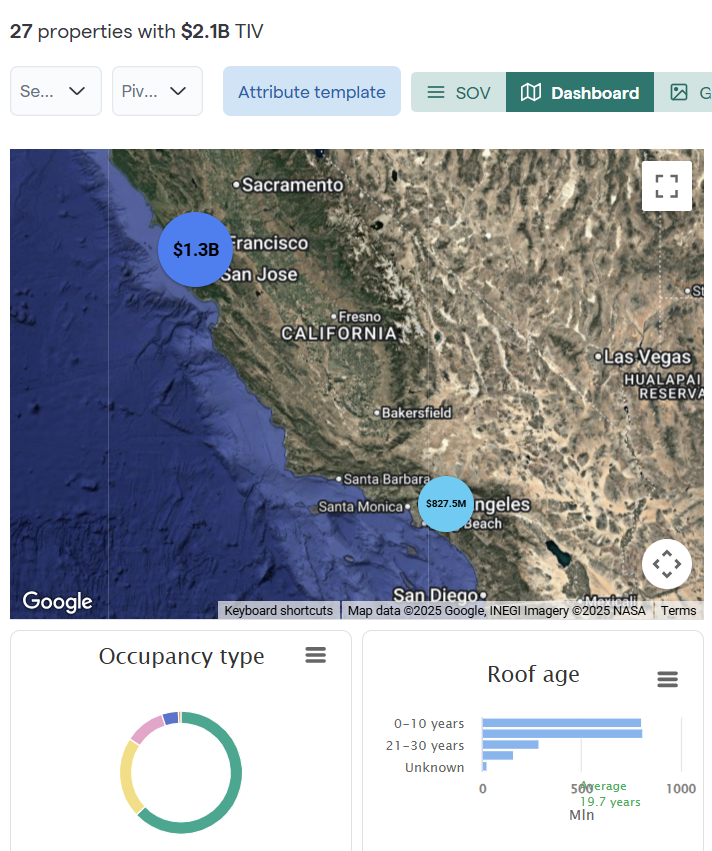 27 properties with $2.1B TIV
Se...
Piv...
Attribute template
SOV
Dashboard
G
Sacramento
$1.3B
Francisco
San Jose
St
Fresno
CALIFORNIA
Las Vegas
HUALAPAI
RESERVA
Bakersfield
Santa Barbara
$827.5M
ngeles
Santa Monica
Beach
San Diego
Mexicali
Google
Keyboard shortcuts
Map data ©2025 Google, INEGI Imagery ©2025 NASA
Terms
Occupancy type
Roof age
0–10 years
21–30 years
Unknown
0
500
1000
Average
19.7 years
Mln